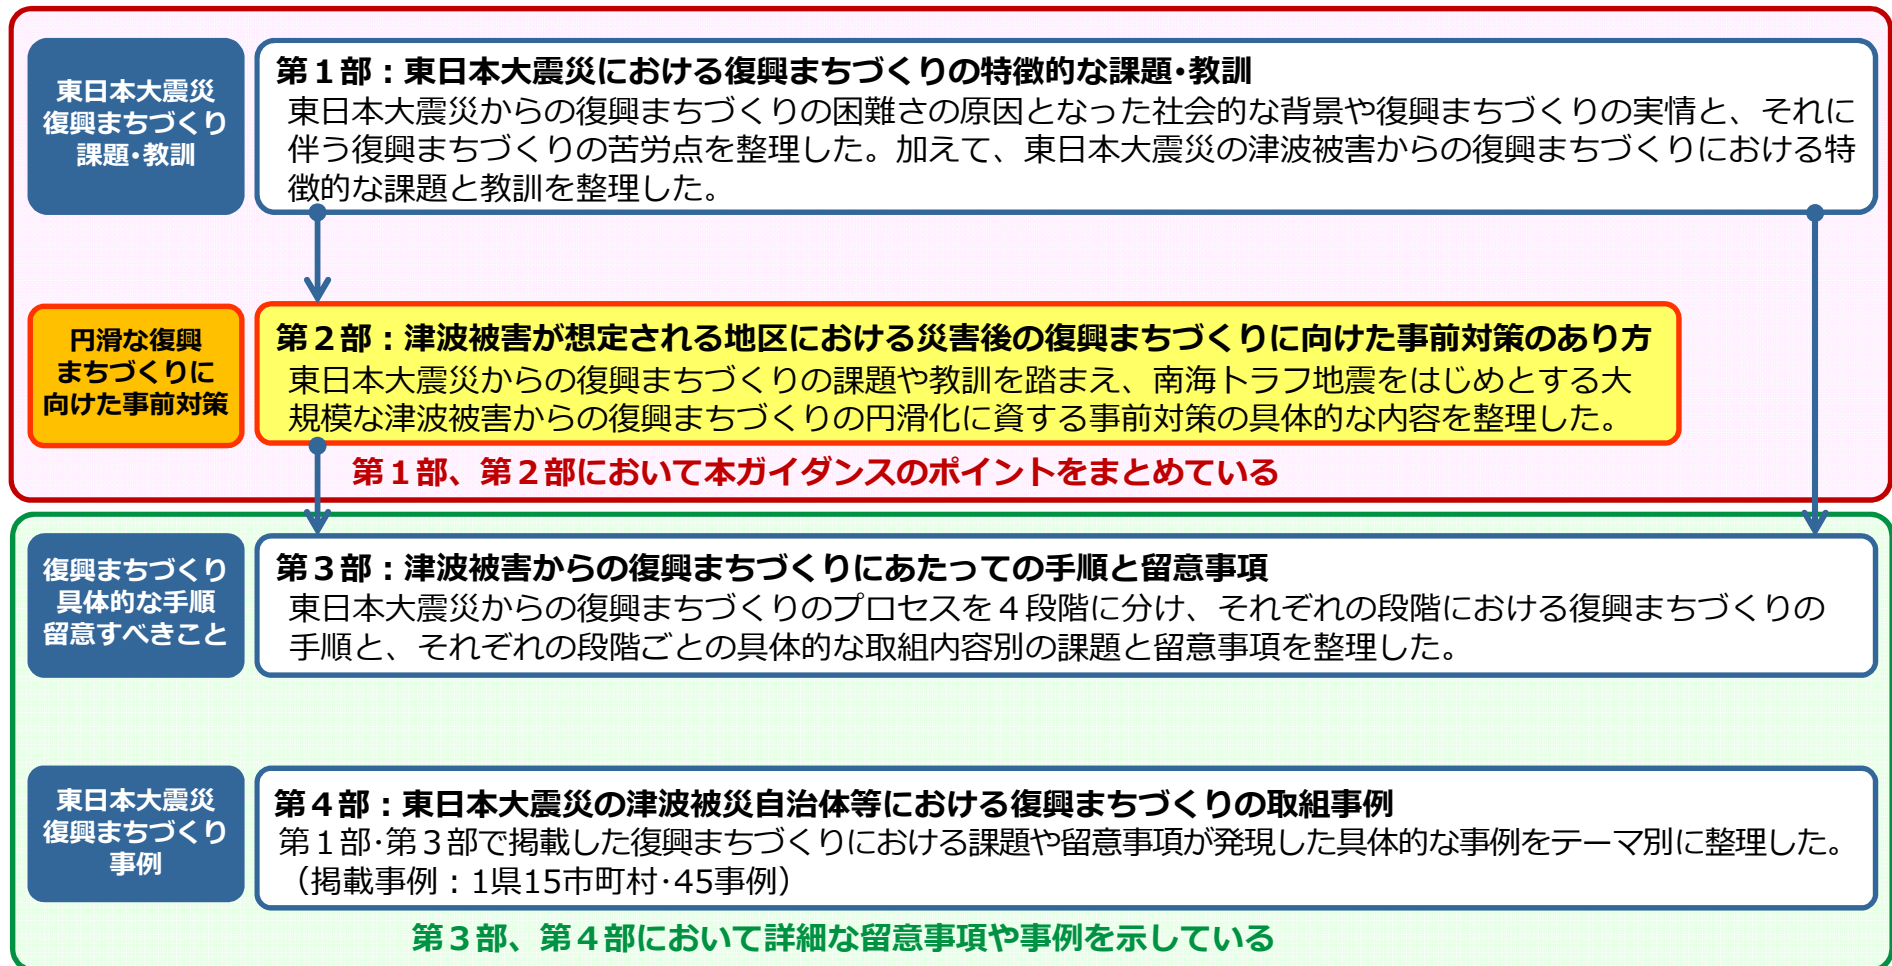 東日本大震災
復興まちづくり
課題・教訓
第１部：東日本大震災における復興まちづくりの特徴的な課題・教訓
東日本大震災からの復興まちづくりの困難さの原因となった社会的な背景や復興まちづくりの実情と、それに
伴う復興まちづくりの苦労点を整理した。加えて、東日本大震災の津波被害からの復興まちづくりにおける特
徴的な課題と教訓を整理した。
円滑な復興
まちづくりに
向けた事前対策
第２部：津波被害が想定される地区における災害後の復興まちづくりに向けた事前対策のあり方
東日本大震災からの復興まちづくりの課題や教訓を踏まえ、南海トラフ地震をはじめとする大
規模な津波被害からの復興まちづくりの円滑化に資する事前対策の具体的な内容を整理した。
第１部、第２部において本ガイダンスのポイントをまとめている
復興まちづくり
具体的な手順
留意すべきこと
第３部：津波被害からの復興まちづくりにあたっての手順と留意事項
東日本大震災からの復興まちづくりのプロセスを４段階に分け、それぞれの段階における復興まちづくりの
手順と、それぞれの段階ごとの具体的な取組内容別の課題と留意事項を整理した。
東日本大震災
復興まちづくり
事例
第４部：東日本大震災の津波被災自治体等における復興まちづくりの取組事例
第１部・第３部で掲載した復興まちづくりにおける課題や留意事項が発現した具体的な事例をテーマ別に整理した。
（掲載事例：1県15市町村・45事例）
第３部、第４部において詳細な留意事項や事例を示している